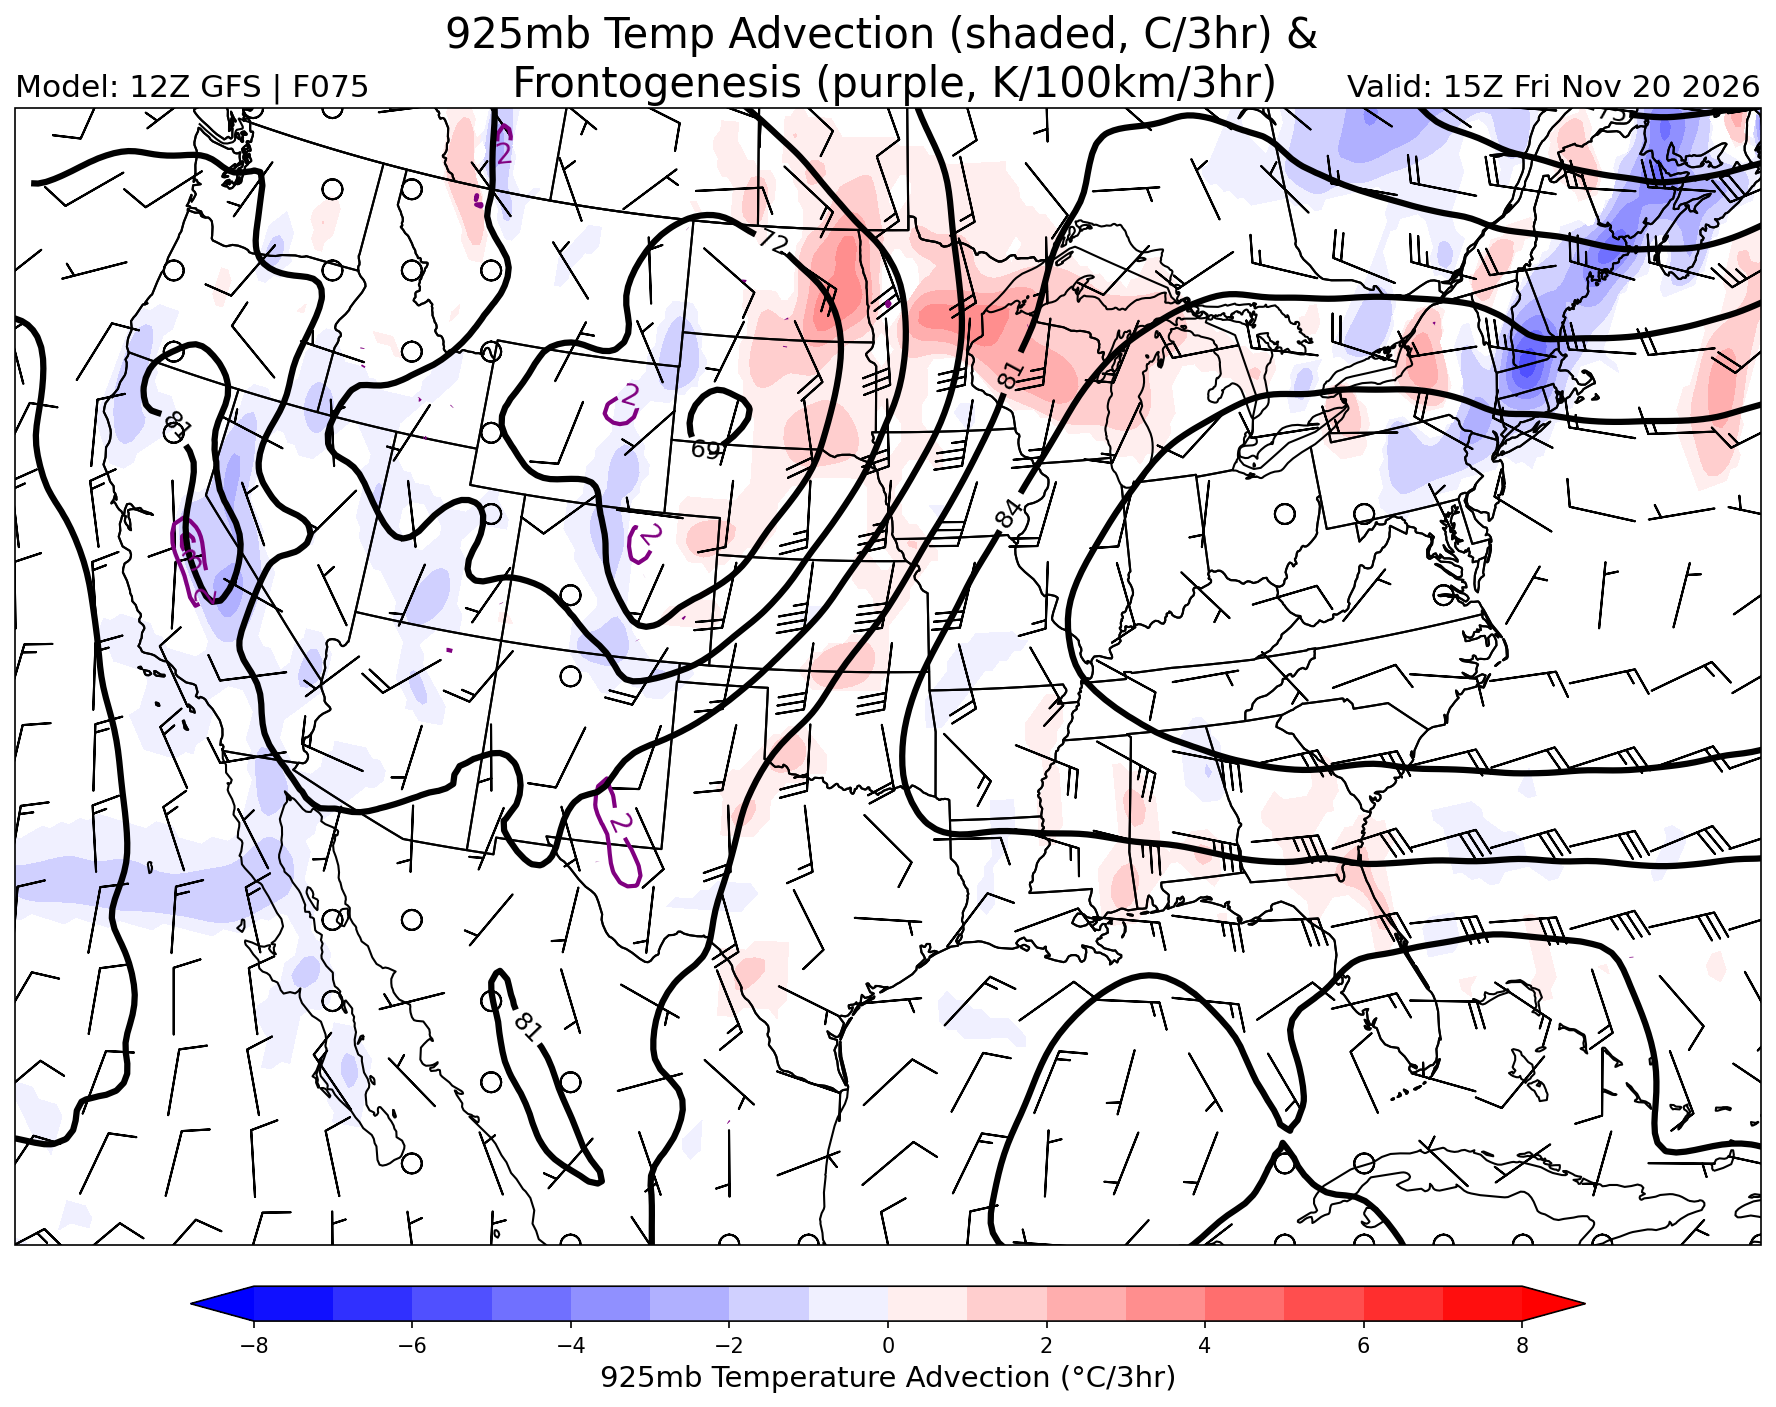 925mb Temp Advection (shaded, C/3hr) &
Frontogenesis (purple, K/100km/3hr)
Model: 12Z GFS | F075
Valid: 15Z Fri Nov 20 2026
2
72
2
81
81
69
84
2
2
2
81
−8 −6 −4 −2 0 2 4 6 8
925mb Temperature Advection (°C/3hr)